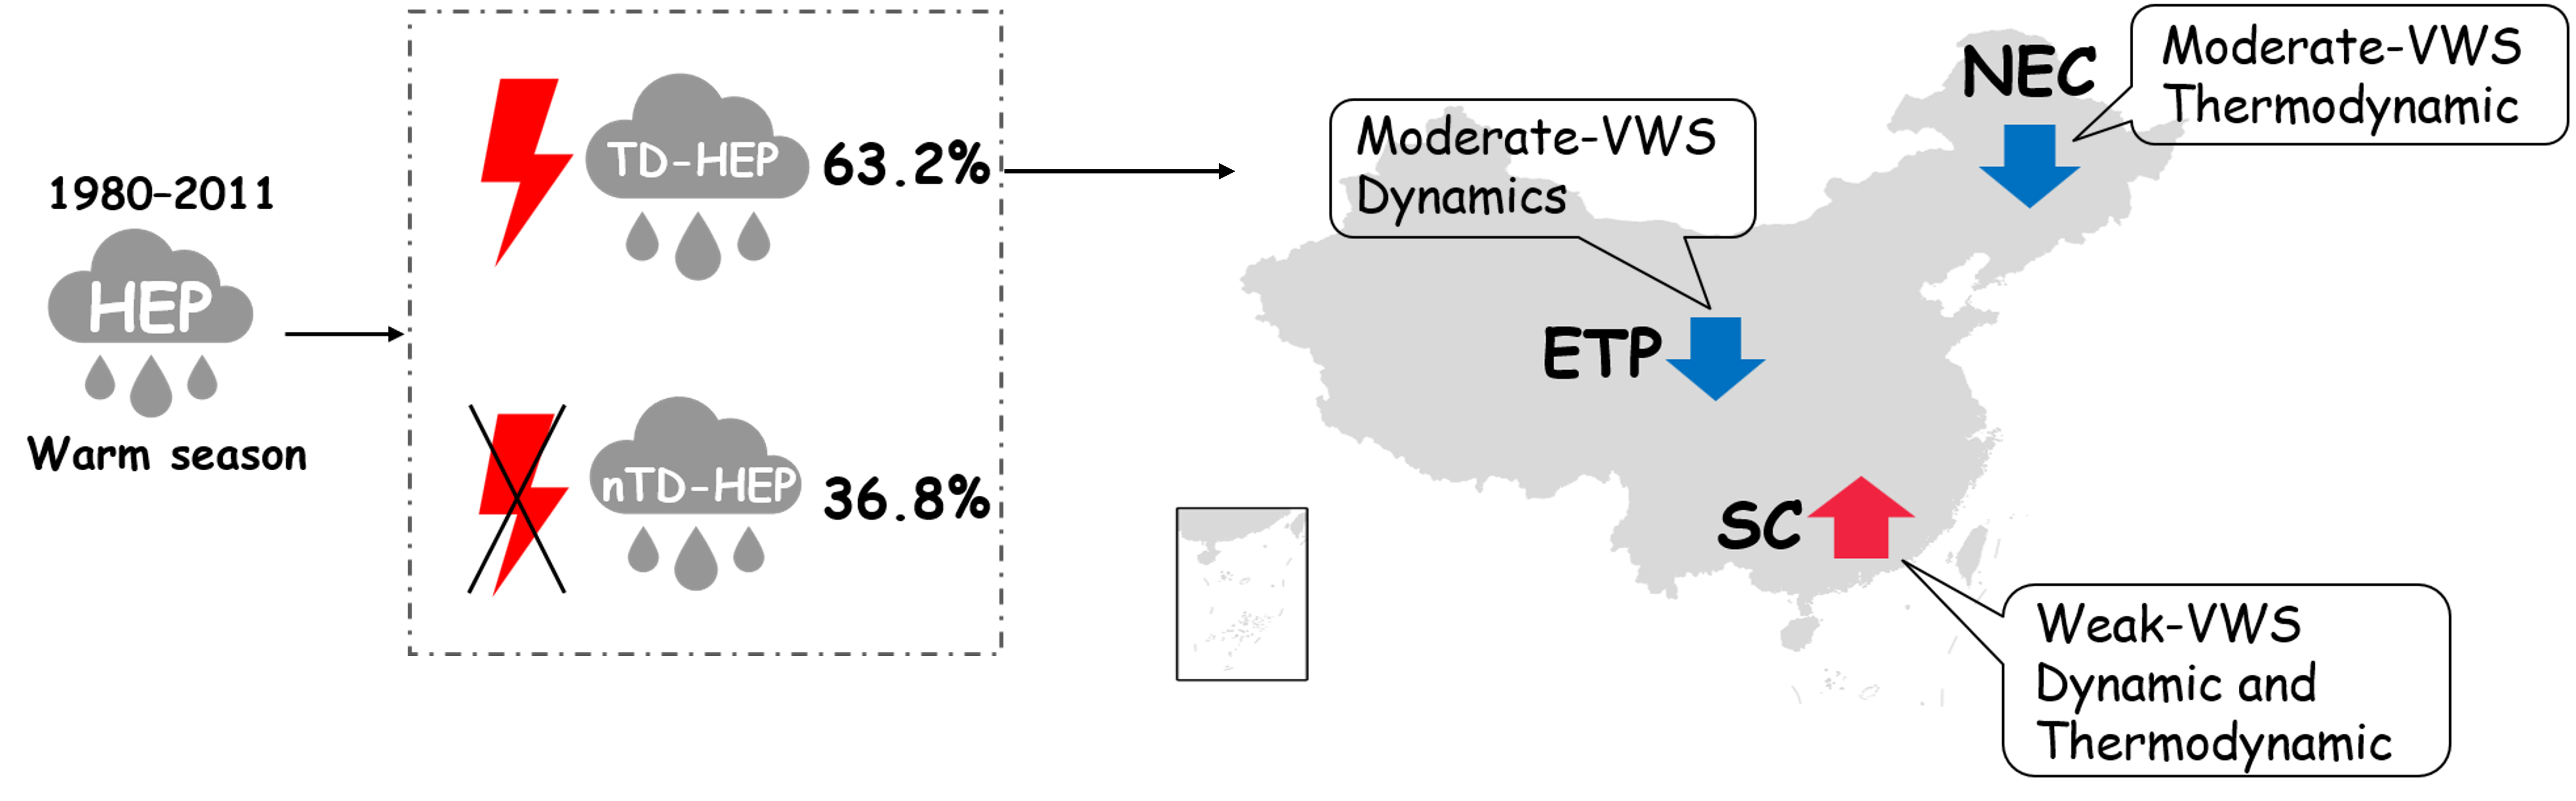 1980–2011
HEP
Warm season
TD-HEP
63.2%
nTD-HEP
36.8%
Moderate-VWS
Dynamics
ETP
NEC
Moderate-VWS
Thermodynamic
SC
Weak-VWS
Dynamic and
Thermodynamic